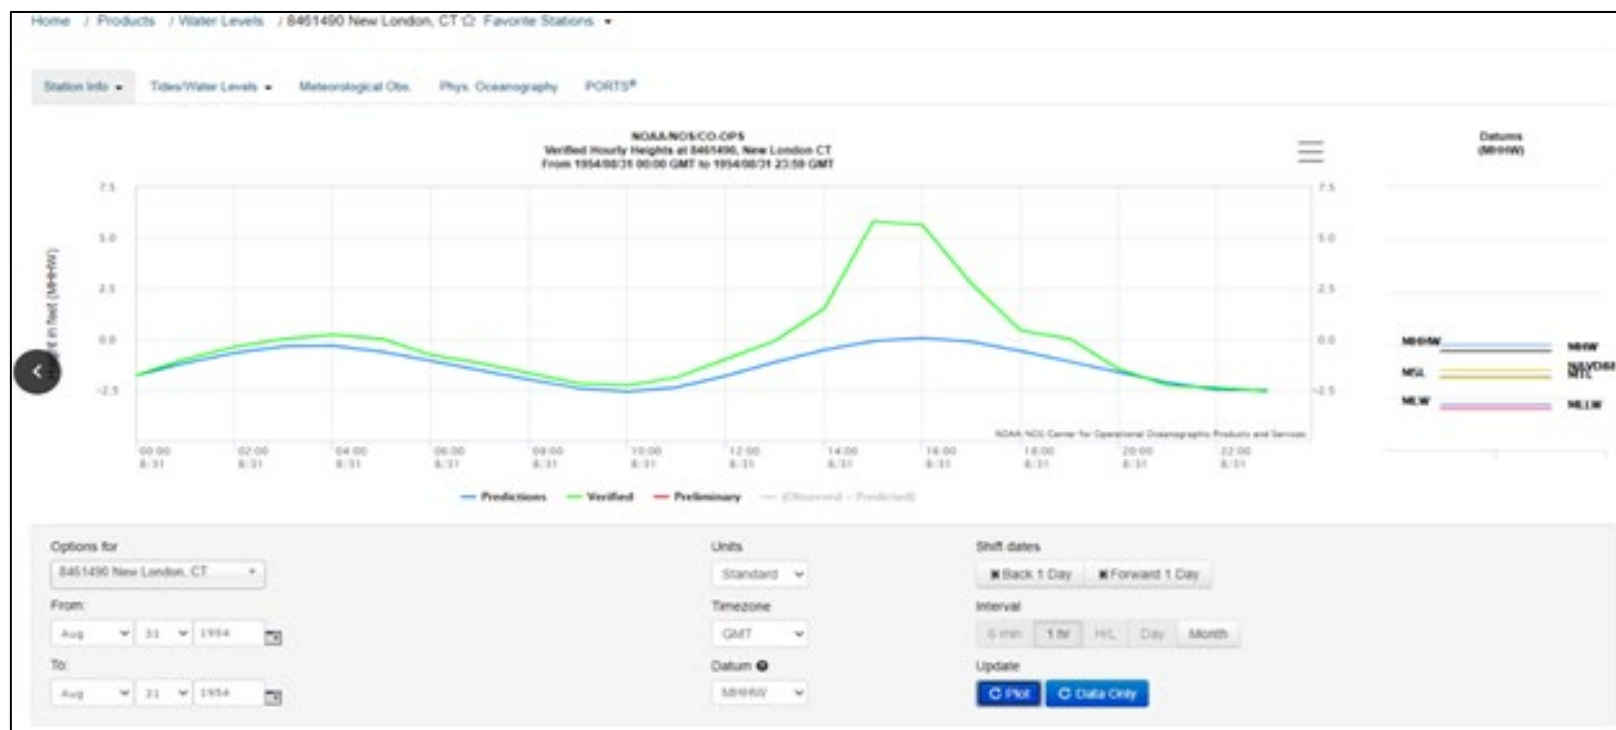 Home / Products / Water Levels / 8461490 New London, CT Favorite Stations
Station Info Tides/Water Levels Meteorological Obs. Phys. Oceanography PORTS®
NOAA/NOS/CO-OPS
Verified Hourly Heights at 8461490, New London CT
From 1954/08/31 00:00 GMT to 1954/08/31 23:59 GMT
Datums
(MHHW)
7.5 7.5
5.0 5.0
2.5 2.5
0.0 0.0
-2.5 -2.5
in feet (MHHW)
MHHW MHW
MSL MTL
MLW MLLW
NOAA/NOS/Center for Operational Oceanographic Products and Services
00:00 02:00 04:00 06:00 08:00 10:00 12:00 14:00 16:00 18:00 20:00 22:00
8/31 8/31 8/31 8/31 8/31 8/31 8/31 8/31 8/31 8/31 8/31 8/31
Predictions Verified Preliminary (Observed - Predicted)
Options for Units Shift dates
8461490 New London, CT Standard Back 1 Day Forward 1 Day
From: Timezone Interval
Aug 31 1954 GMT 6 min 1 hr H/L Day Month
To: Datum Update
Aug 31 1954 MHHW Plot Data Only